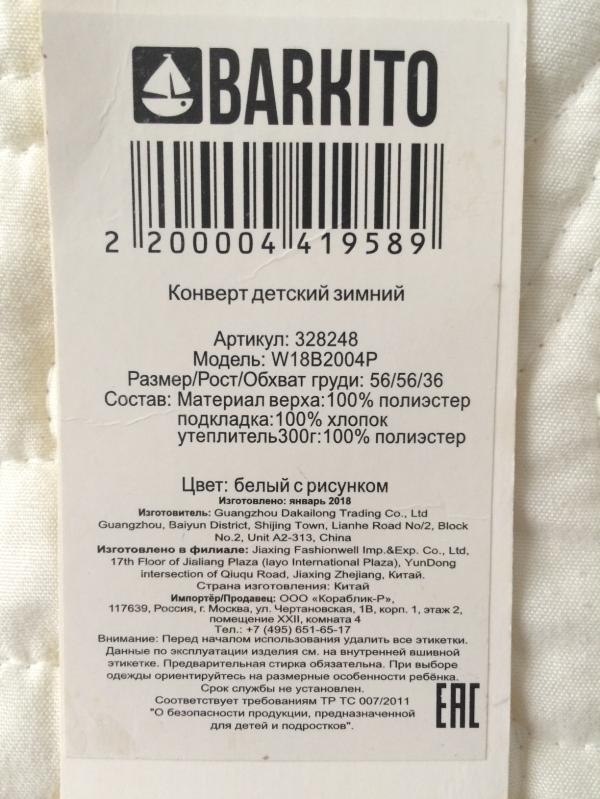 BARKITO
2 200004 419589
Конверт детский зимний
Артикул: 328248
Модель: W18B2004P
Размер/Рост/Обхват груди: 56/56/36
Состав: Материал верха:100% полиэстер
подкладка:100% хлопок
утеплитель300г:100% полиэстер
Цвет: белый с рисунком
Изготовлено: январь 2018
Изготовитель: Guangzhou Dakailong Trading Co., Ltd
Guangzhou, Baiyun District, Shijing Town, Lianhe Road No/2, Block
No.2, Unit A2-313, China
Изготовлено в филиале: Jiaxing Fashionwell Imp.&Exp. Co., Ltd,
17th Floor of Jialiang Plaza (Iayo International Plaza), YunDong
intersection of Qiuqu Road, Jiaxing Zhejiang, Китай.
Страна изготовления: Китай
Импортёр/Продавец: ООО «Кораблик-Р»,
117639, Россия, г. Москва, ул. Чертановская, 1В, корп. 1, этаж 2,
помещение XXII, комната 4
Тел.: +7 (495) 651-65-17
Внимание: Перед началом использования удалить все этикетки.
Данные по эксплуатации изделия см. на внутренней вшивной
этикетке. Предварительная стирка обязательна. При выборе
одежды ориентируйтесь на размерные особенности ребёнка.
Срок службы не установлен.
Соответствует требованиям ТР ТС 007/2011
"О безопасности продукции, предназначенной
для детей и подростков".
EAC